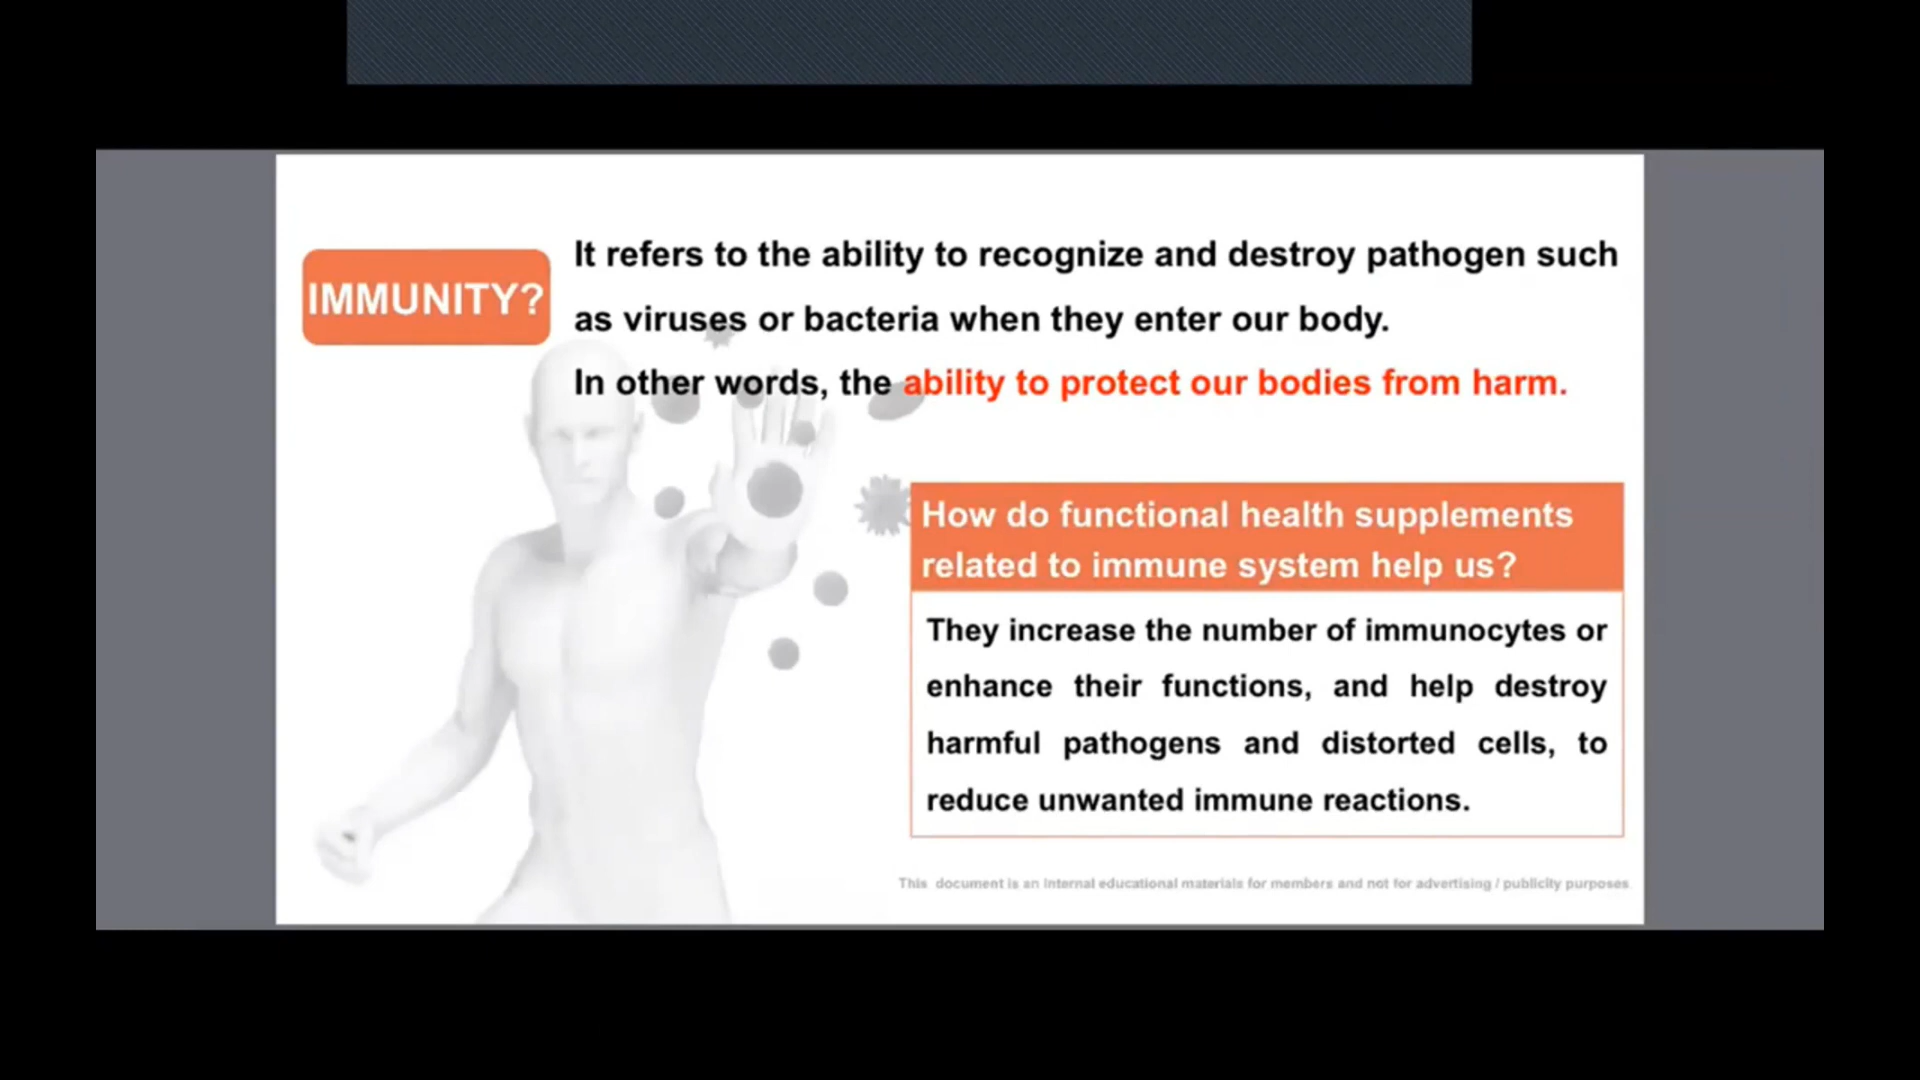 IMMUNITY?
It refers to the ability to recognize and destroy pathogen such
as viruses or bacteria when they enter our body.
In other words, the ability to protect our bodies from harm.
How do functional health supplements
related to immune system help us?
They increase the number of immunocytes or
enhance their functions, and help destroy
harmful pathogens and distorted cells, to
reduce unwanted immune reactions.
This document is an internal educational materials for members and not for advertising / publicity purposes